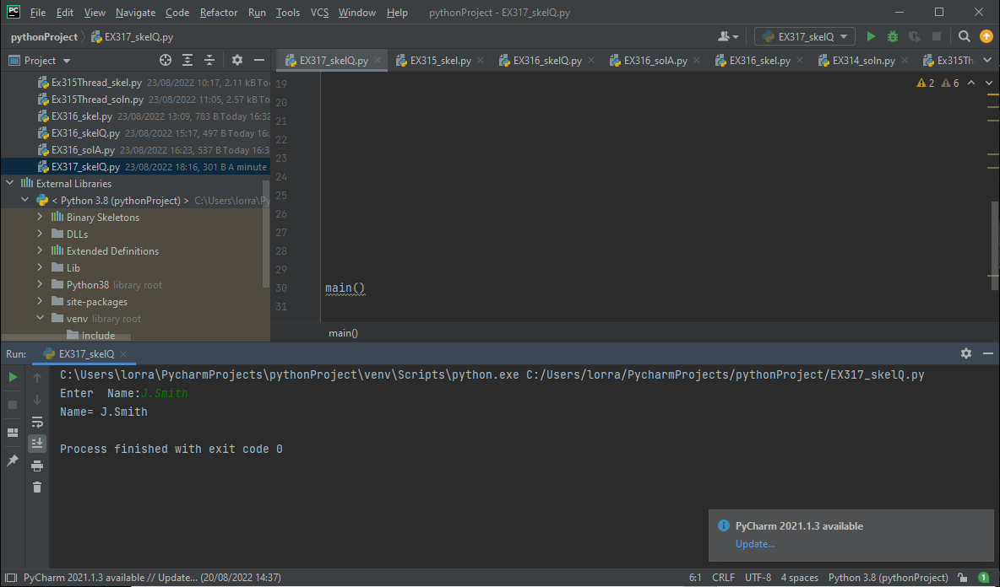 PC File Edit View Navigate Code Refactor Run Tools VCS Window Help pythonProject - EX317_skelQ.py
pythonProject EX317_skelQ.py EX317_skelQ
Project EX317_skelQ.py EX315_skel.py EX316_skelQ.py EX316_solA.py EX316_skel.py EX314_soln.py Ex315Th
Ex315Thread_skel.py 23/08/2022 10:17, 2.11 kB To
Ex315Thread_soln.py 23/08/2022 11:05, 2.57 kB To
EX316_skel.py 23/08/2022 13:09, 783 B Today 16:32
EX316_skelQ.py 23/08/2022 15:17, 497 B Today 16:
EX316_solA.py 23/08/2022 16:23, 537 B Today 16:3
EX317_skelQ.py 23/08/2022 18:16, 301 B A minute
External Libraries
< Python 3.8 (pythonProject) > C:\Users\lorra\Py
Binary Skeletons
DLLs
Extended Definitions
Lib
Python38 library root
site-packages
venv library root
Include
19
20
21
22
23
24
25
26
27
28
29
30 main()
31
2 6
main()
Run: EX317_skelQ
C:\Users\lorra\PycharmProjects\pythonProject\venv\Scripts\python.exe C:/Users/lorra/PycharmProjects/pythonProject/EX317_skelQ.py
Enter  Name:J.Smith
Name= J.Smith
Process finished with exit code 0
PyCharm 2021.1.3 available
Update...
PyCharm 2021.1.3 available // Update... (20/08/2022 14:37) 6:1 CRLF UTF-8 4 spaces Python 3.8 (pythonProject) 1